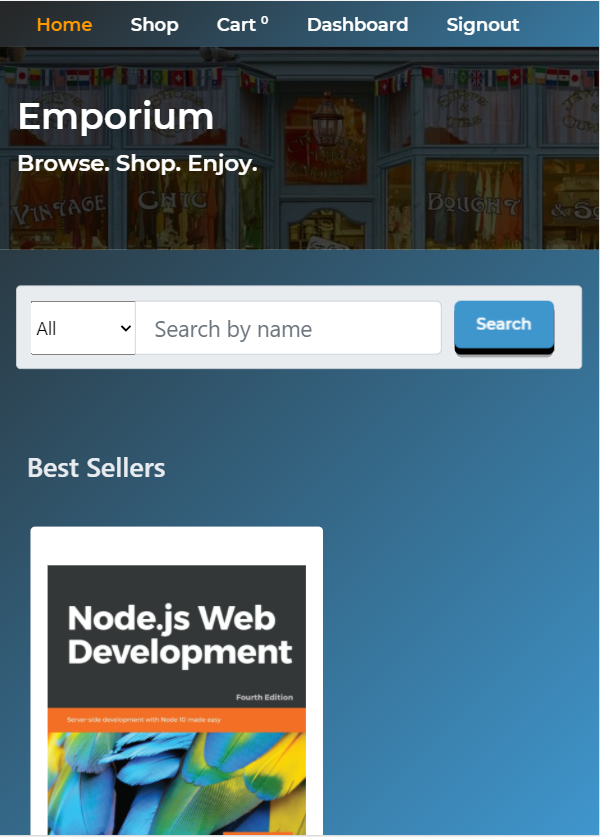 Home Shop Cart 0 Dashboard Signout
Emporium
Browse. Shop. Enjoy.
VINTAGE CHIC BOUGHT & SO
All Search by name Search
Best Sellers
Node.js Web
Development
Fourth Edition
Server-side development with Node 10 made easy